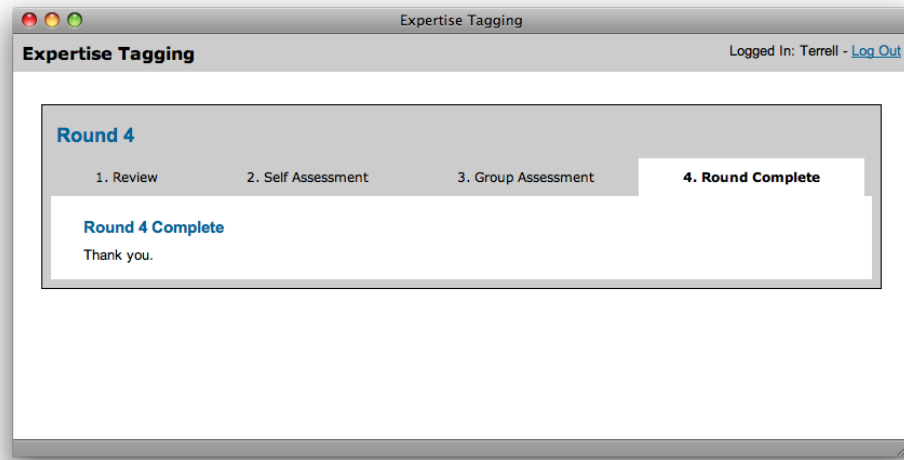 Expertise Tagging
Expertise Tagging
Logged In: Terrell - Log Out
Round 4
1. Review 2. Self Assessment 3. Group Assessment 4. Round Complete
Round 4 Complete
Thank you.